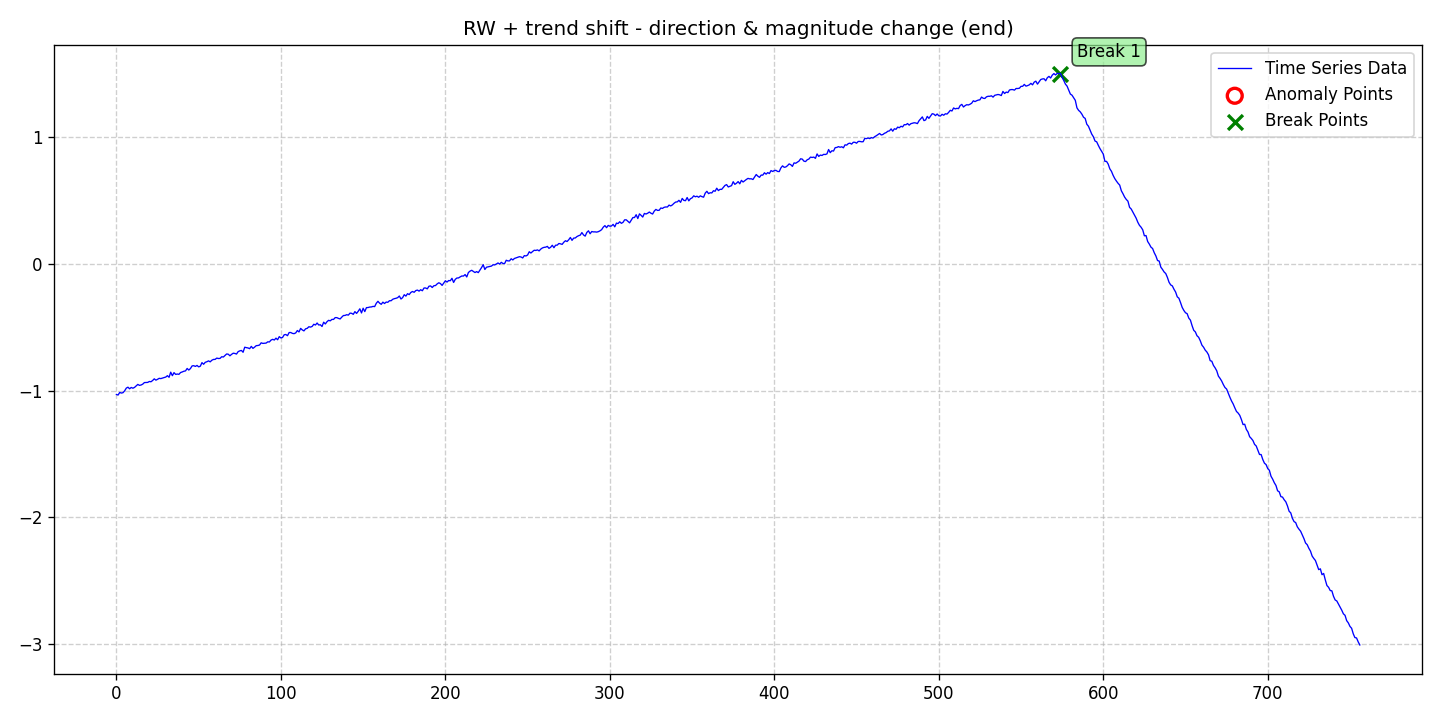 RW + trend shift - direction & magnitude change (end)
Break 1
Time Series Data
Anomaly Points
Break Points
1
0
−1
−2
−3
0 100 200 300 400 500 600 700